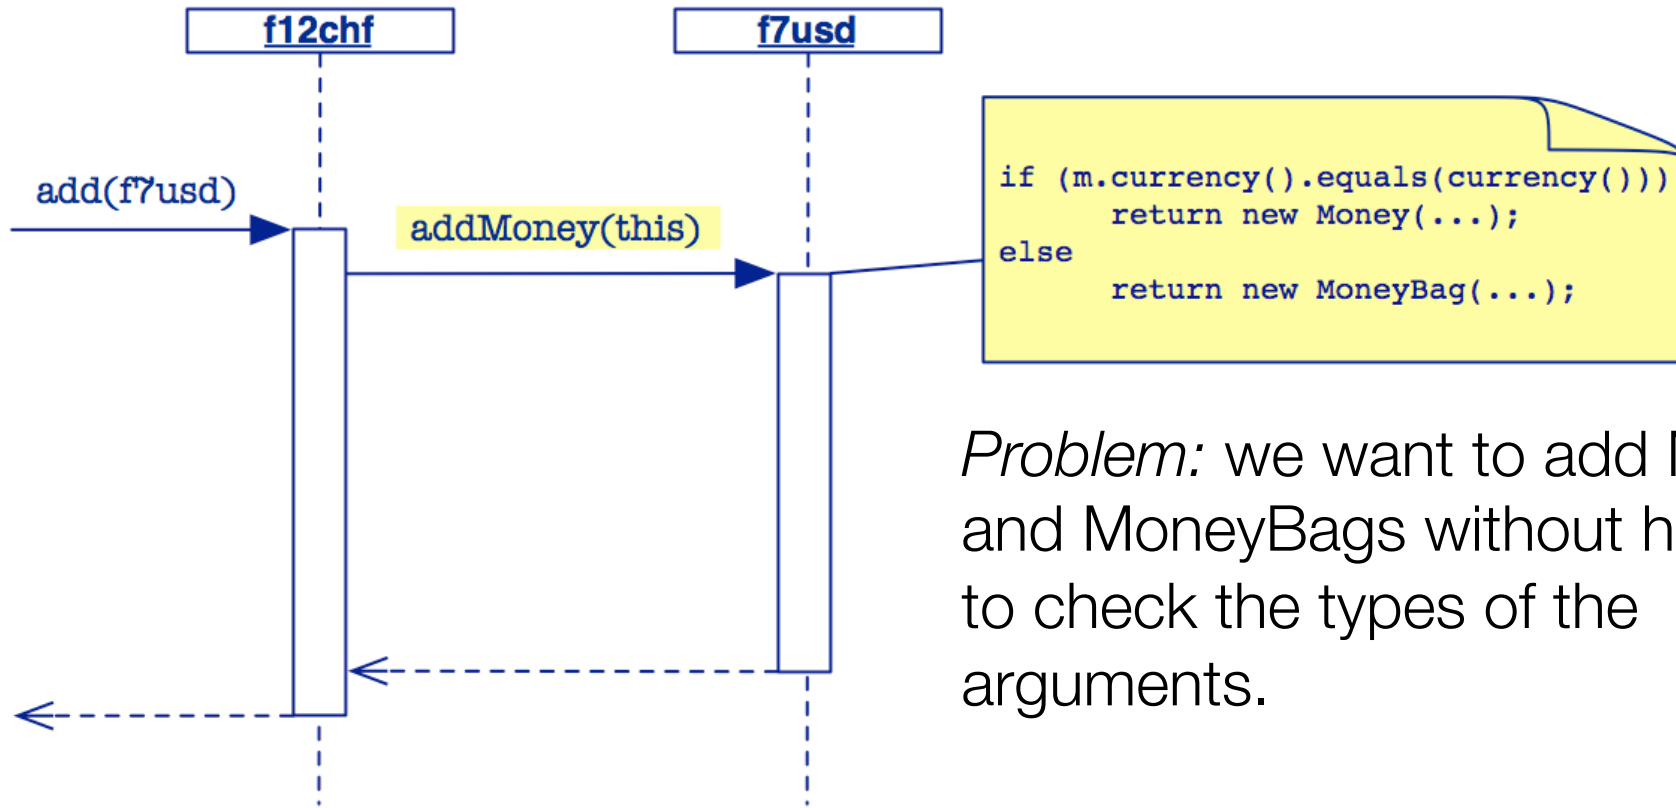 f12chf
f7usd
add(f7usd)
addMoney(this)
if (m.currency().equals(currency()))
return new Money(...);
else
return new MoneyBag(...);
Problem: we want to add
and MoneyBags without
to check the types of the
arguments.